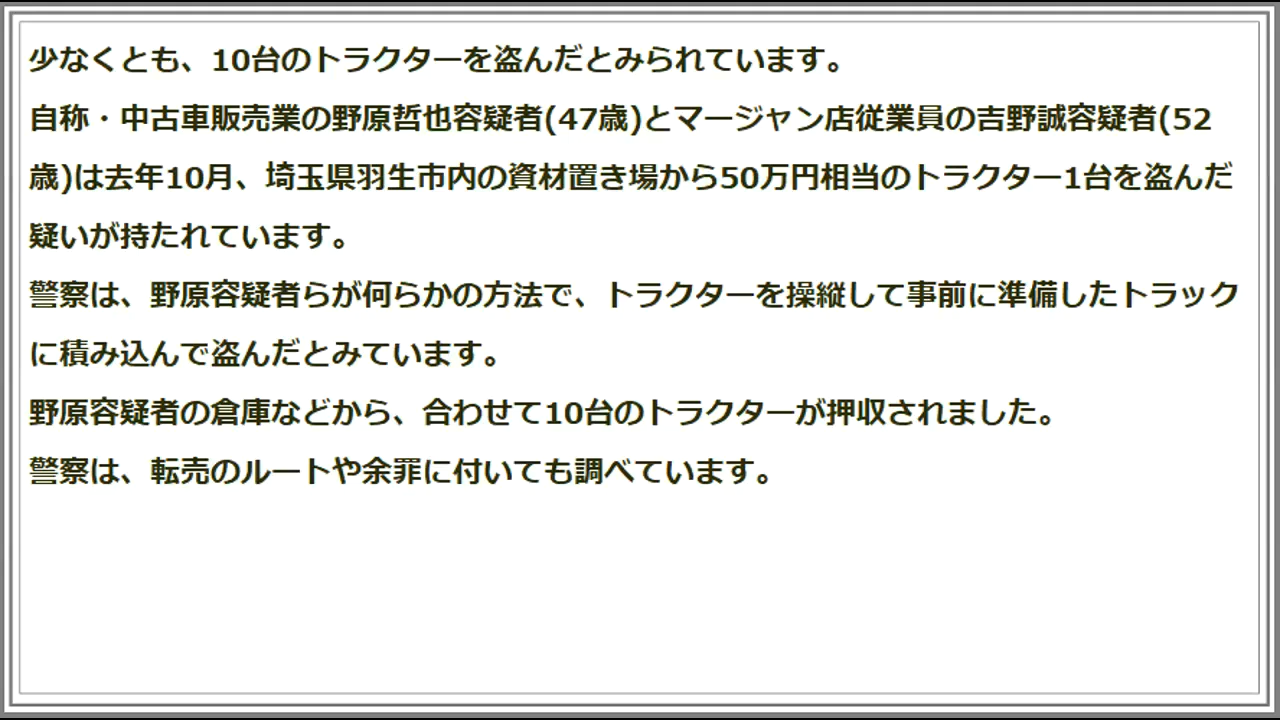 少なくとも、10台のトラクターを盗んだとみられています。
自称・中古車販売業の野原哲也容疑者(47歳)とマージャン店従業員の吉野誠容疑者(52
歳)は去年10月、埼玉県羽生市内の資材置き場から50万円相当のトラクター1台を盗んだ
疑いが持たれています。
警察は、野原容疑者らが何らかの方法で、トラクターを操縦して事前に準備したトラック
に積み込んで盗んだとみています。
野原容疑者の倉庫などから、合わせて10台のトラクターが押収されました。
警察は、転売のルートや余罪に付いても調べています。